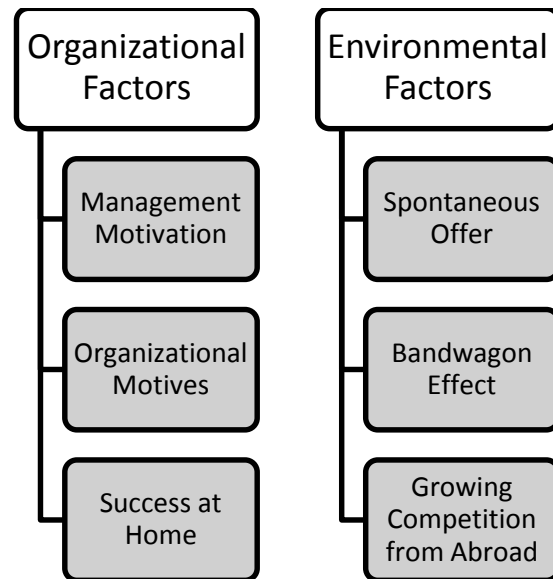 Organizational
Factors
Management
Motivation
Organizational
Motives
Success at
Home
Environmental
Factors
Spontaneous
Offer
Bandwagon
Effect
Growing
Competition
from Abroad